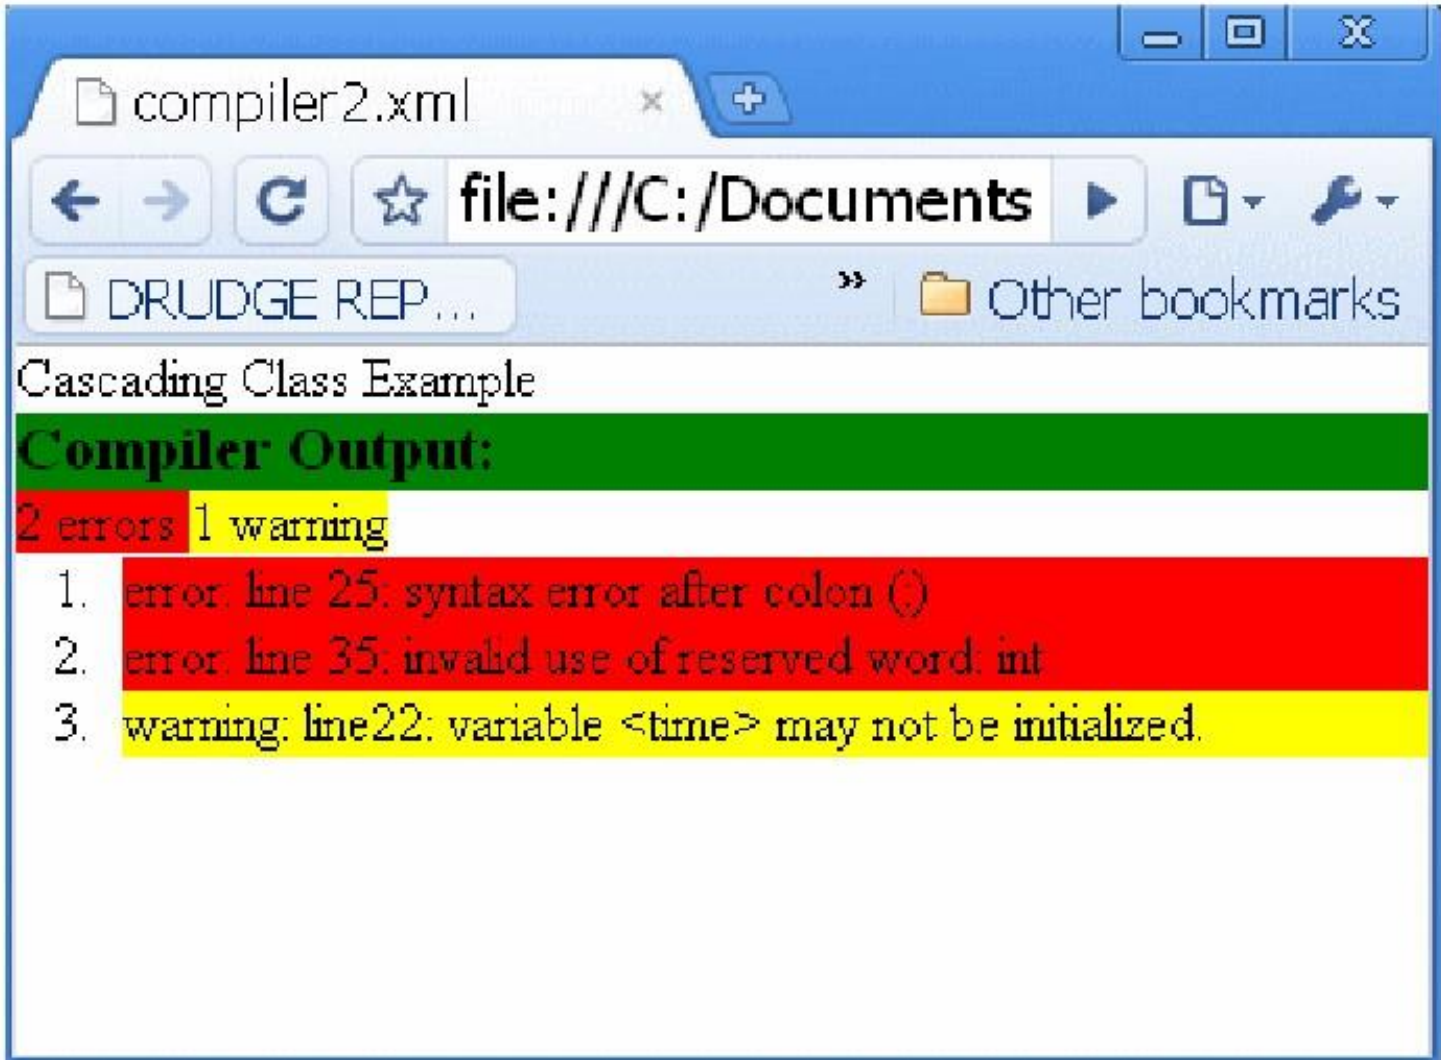 compiler2.xml
file:///C:/Documents
DRUDGE REP...
» Other bookmarks
Cascading Class Example
Compiler Output:
2 errors 1 warning
1. error: line 25: syntax error after colon (;)
2. error: line 35: invalid use of reserved word: int
3. warning: line22: variable <time> may not be initialized.